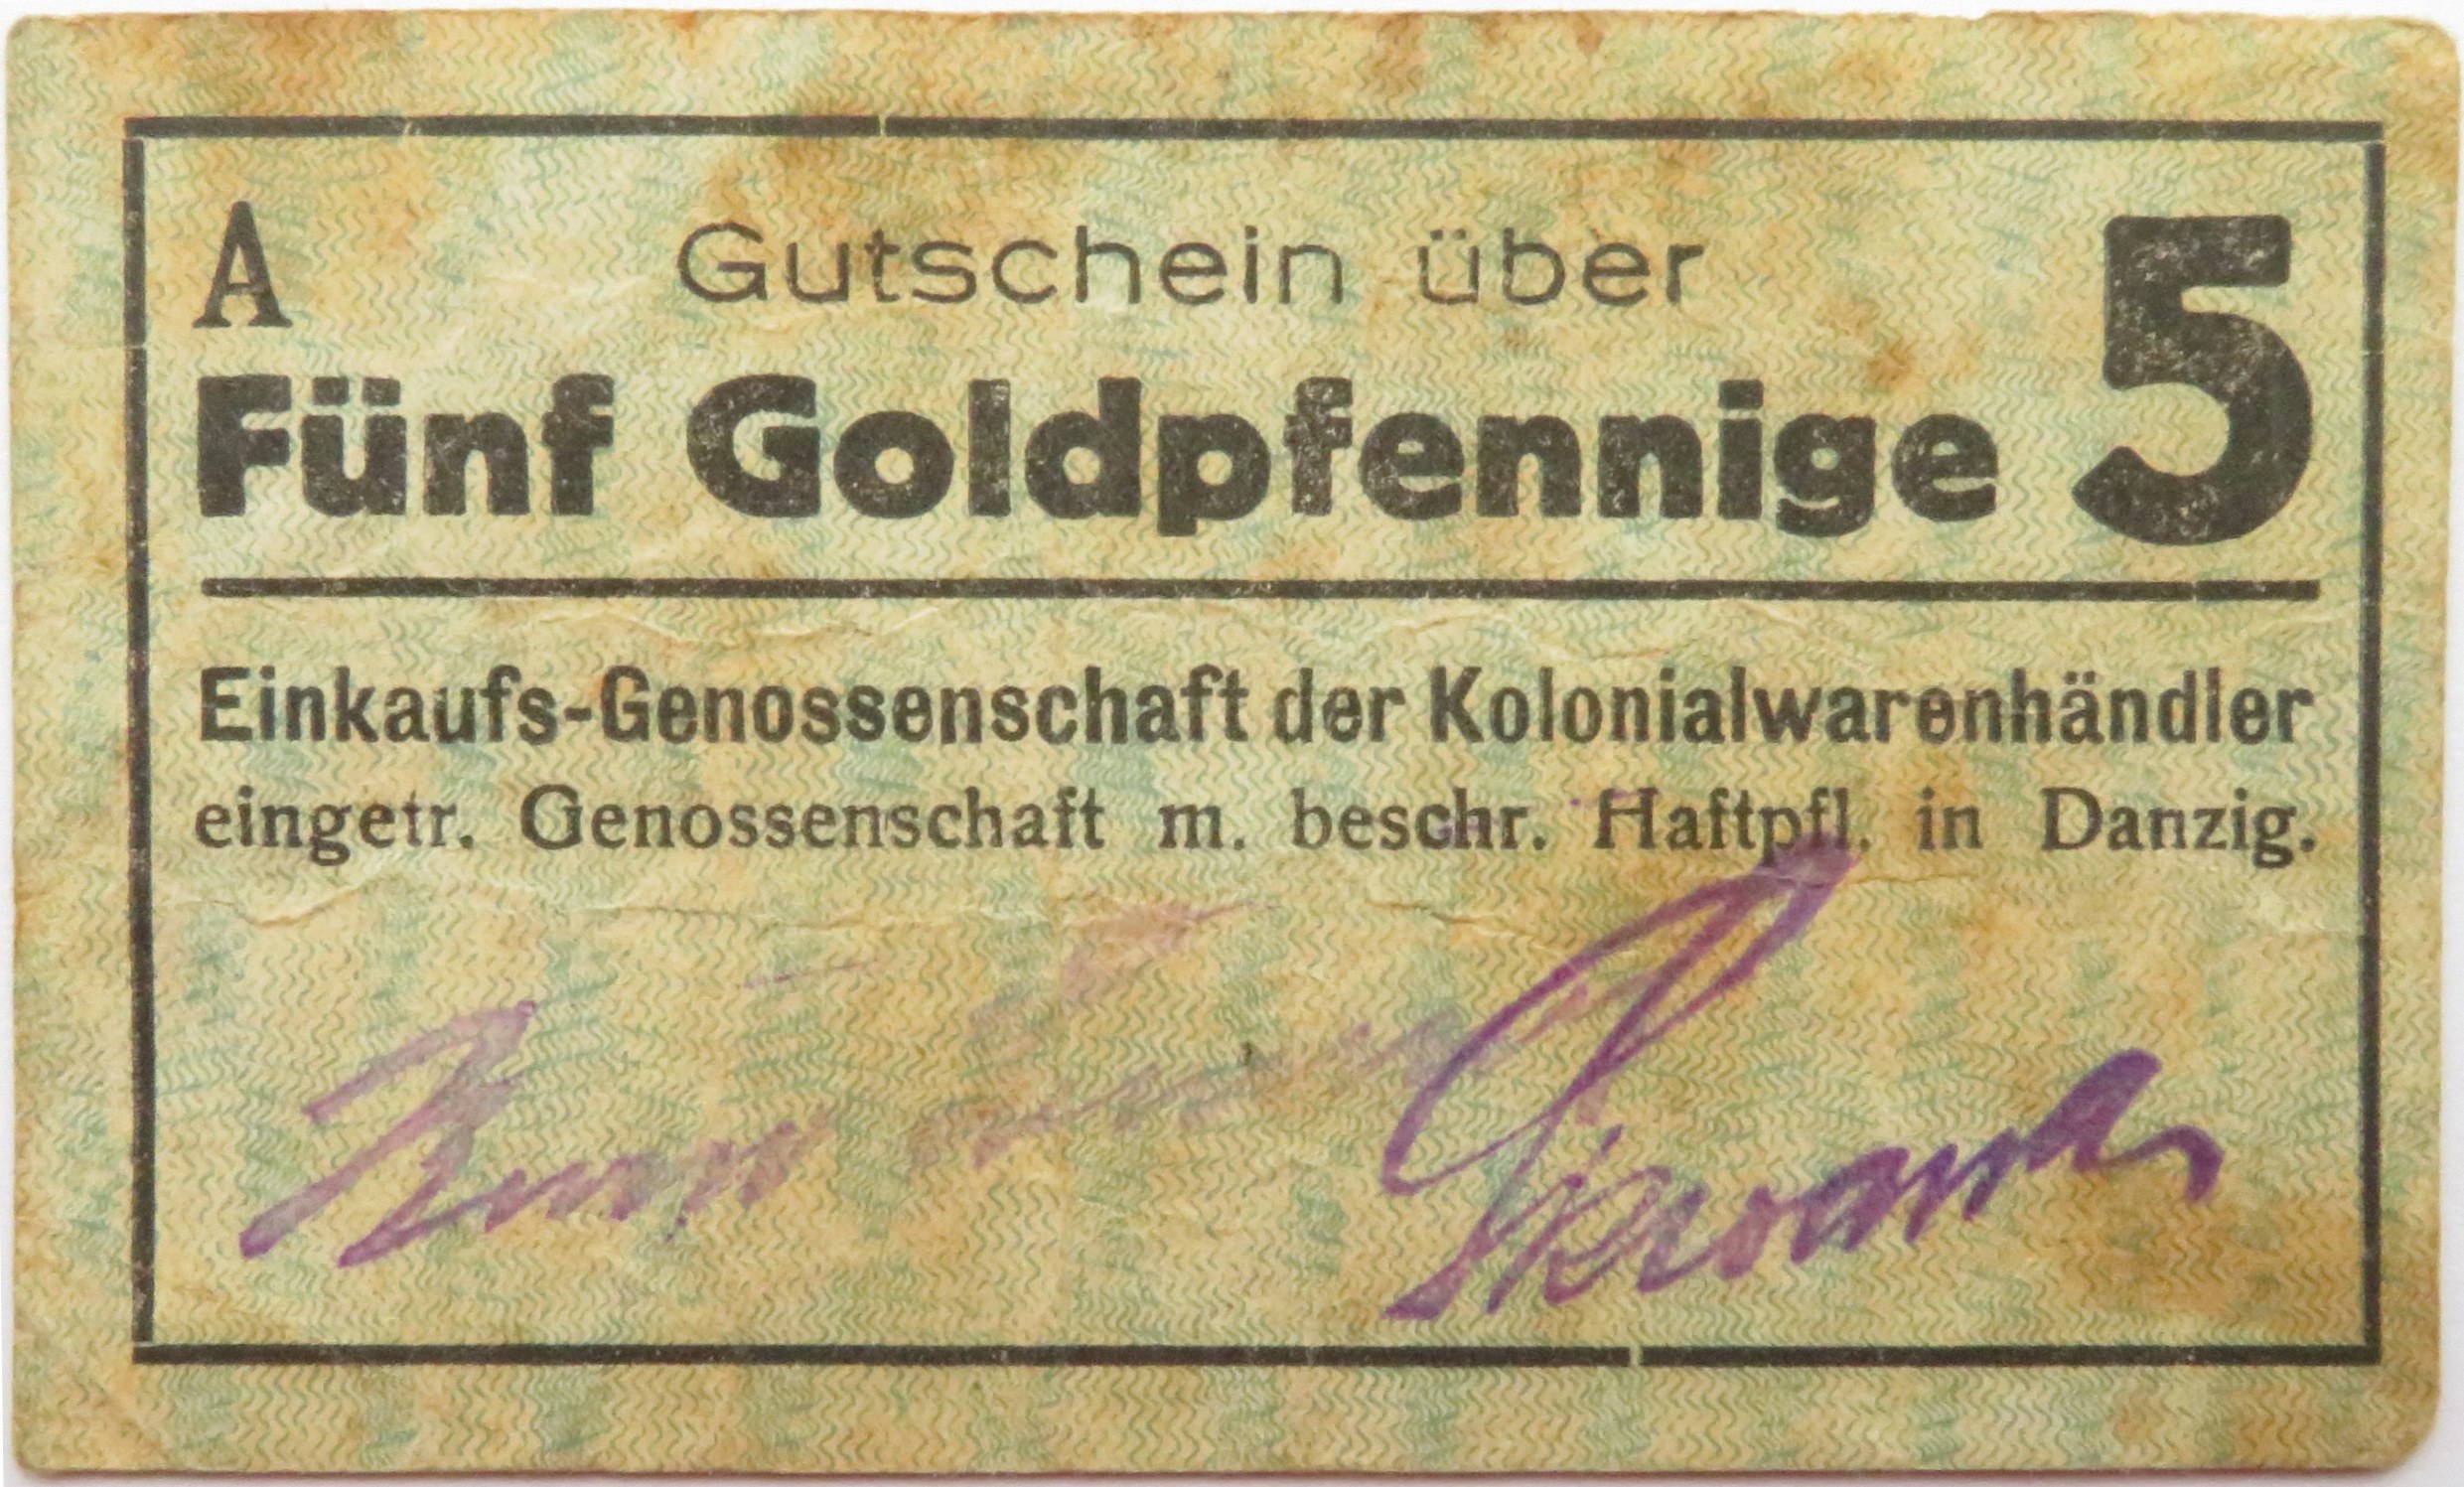 A
Gutschein über
Fünf Goldpfennige 5
Einkaufs-Genossenschaft der Kolonialwarenhändler
eingetr. Genossenschaft m. beschr. Haftpfl. in Danzig.